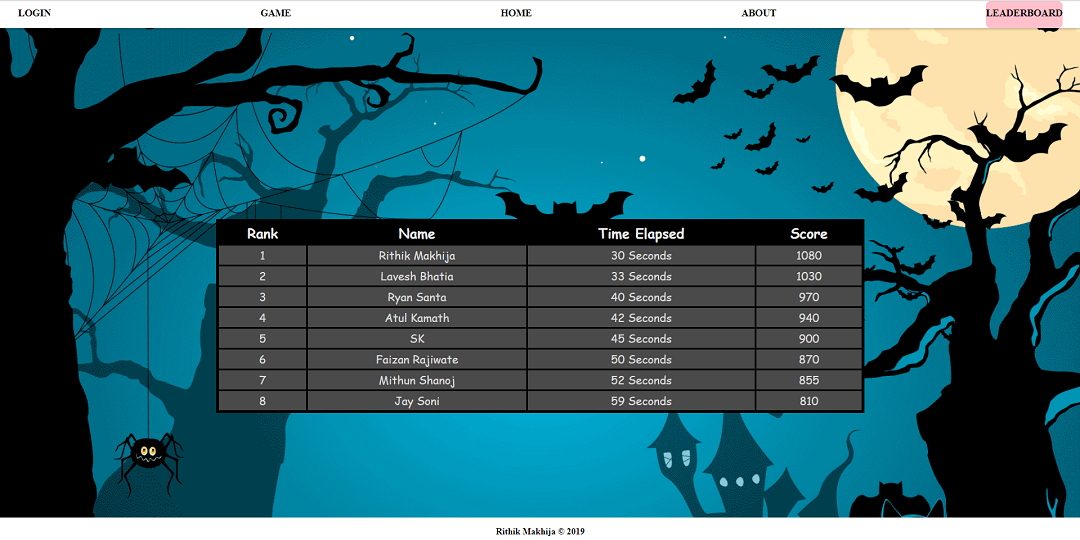 LOGIN GAME HOME ABOUT LEADERBOARD
Rank Name Time Elapsed Score
1 Rithik Makhija 30 Seconds 1080
2 Lavesh Bhatia 33 Seconds 1030
3 Ryan Santa 40 Seconds 970
4 Atul Kamath 42 Seconds 940
5 SK 45 Seconds 900
6 Faizan Rajiwate 50 Seconds 870
7 Mithun Shanoj 52 Seconds 855
8 Jay Soni 59 Seconds 810
Rithik Makhija © 2019